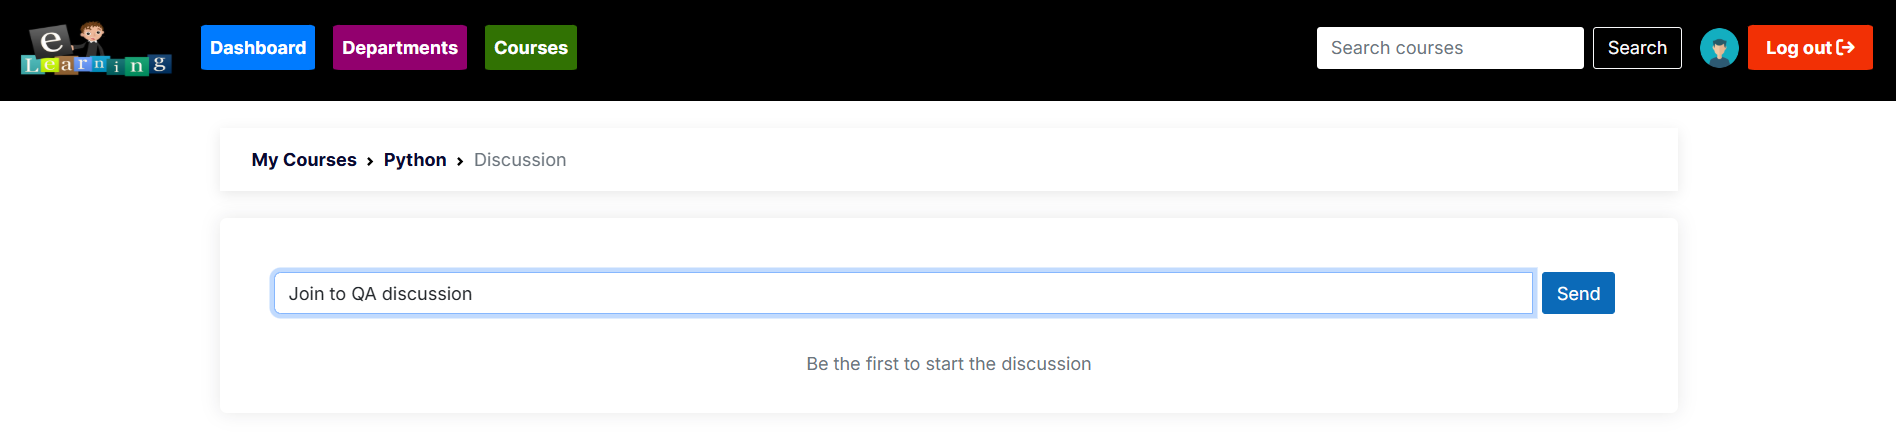 e
Learning
Dashboard Departments Courses Search courses Search Log out
My Courses > Python > Discussion
Join to QA discussion Send
Be the first to start the discussion